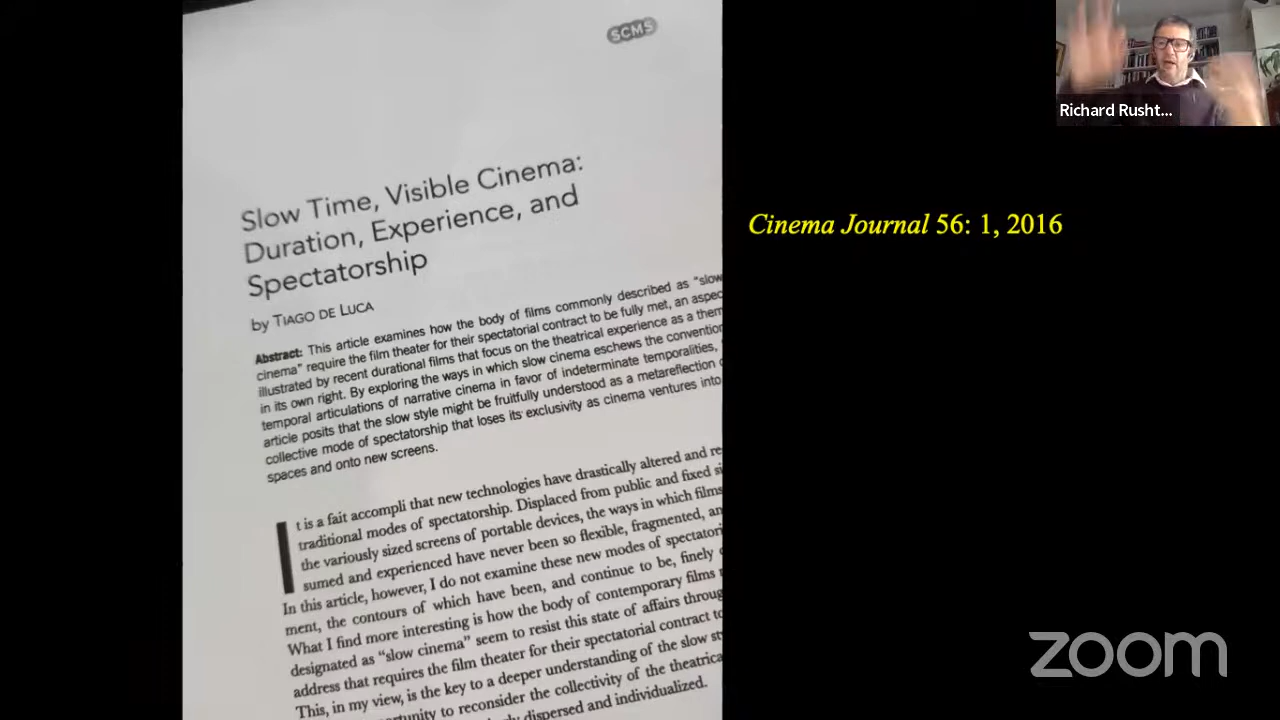 SCMS
Richard Rusht...
Slow Time, Visible Cinema:
Duration, Experience, and
Spectatorship
by TIAGO DE LUCA
Abstract: This article examines how the body of films commonly described as "slow
cinema" require the film theater for their spectatorial contract to be fully met, an aspec
illustrated by recent durational films that focus on the theatrical experience as a them
in its own right. By exploring the ways in which slow cinema eschews the convention
temporal articulations of narrative cinema in favor of indeterminate temporalities,
article posits that the slow style might be fruitfully understood as a metareflection
collective mode of spectatorship that loses its exclusivity as cinema ventures into
spaces and onto new screens.
It is a fait accompli that new technologies have drastically altered and re
traditional modes of spectatorship. Displaced from public and fixed si
the variously sized screens of portable devices, the ways in which films
sumed and experienced have never been so flexible, fragmented, an
In this article, however, I do not examine these new modes of spectatori
ment, the contours of which have been, and continue to be, finely
What I find more interesting is how the body of contemporary films
designated as "slow cinema" seem to resist this state of affairs throug
address that requires the film theater for their spectatorial contract to
This, in my view, is the key to a deeper understanding of the slow st
portunity to reconsider the collectivity of the theatrica
dispersed and individualized.
Cinema Journal 56: 1, 2016
zoom